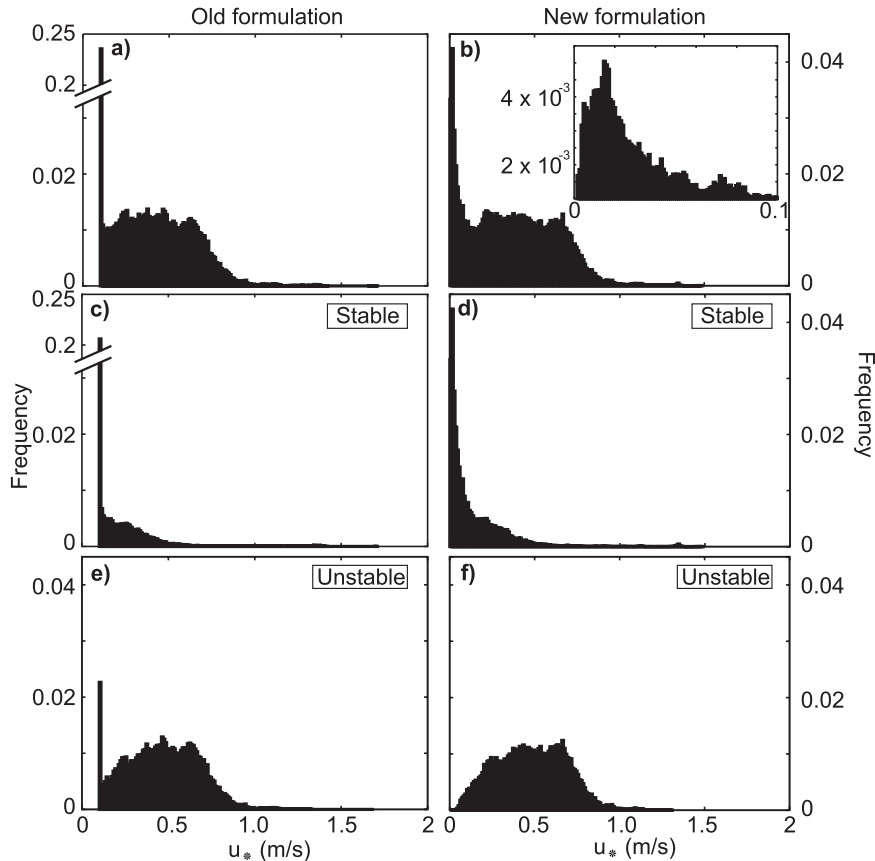 Old formulation
New formulation
0.25
a)
b)
0.2
0.04
4 x 10⁻³
0.02
0.02
2 x 10⁻³
0
0.1
0
0
0.25
c)
Stable
d)
Stable
0.04
0.2
Frequency
Frequency
0.02
0.02
0
0
e)
Unstable
f)
Unstable
0.04
0.04
0.02
0.02
0
0
0 0.5 1.0 1.5 2
0 0.5 1.0 1.5 2
u* (m/s)
u* (m/s)